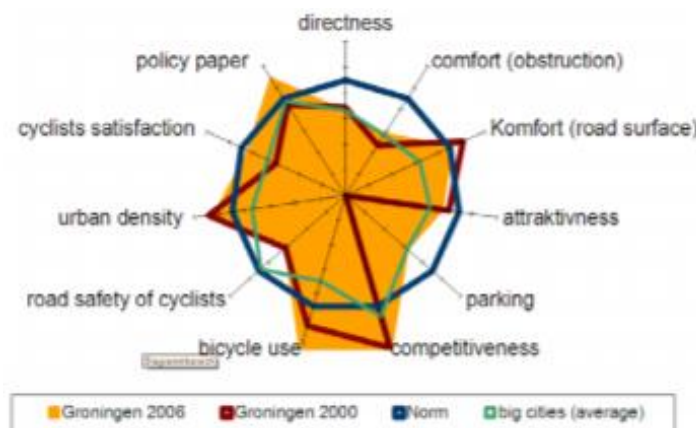 directness
policy paper
comfort (obstruction)
cyclists satisfaction
Komfort (road surface)
urban density
attraktivness
road safety of cyclists
parking
bicycle use
competitiveness
Groningen 2006
Groningen 2000
Norm
big cities (average)